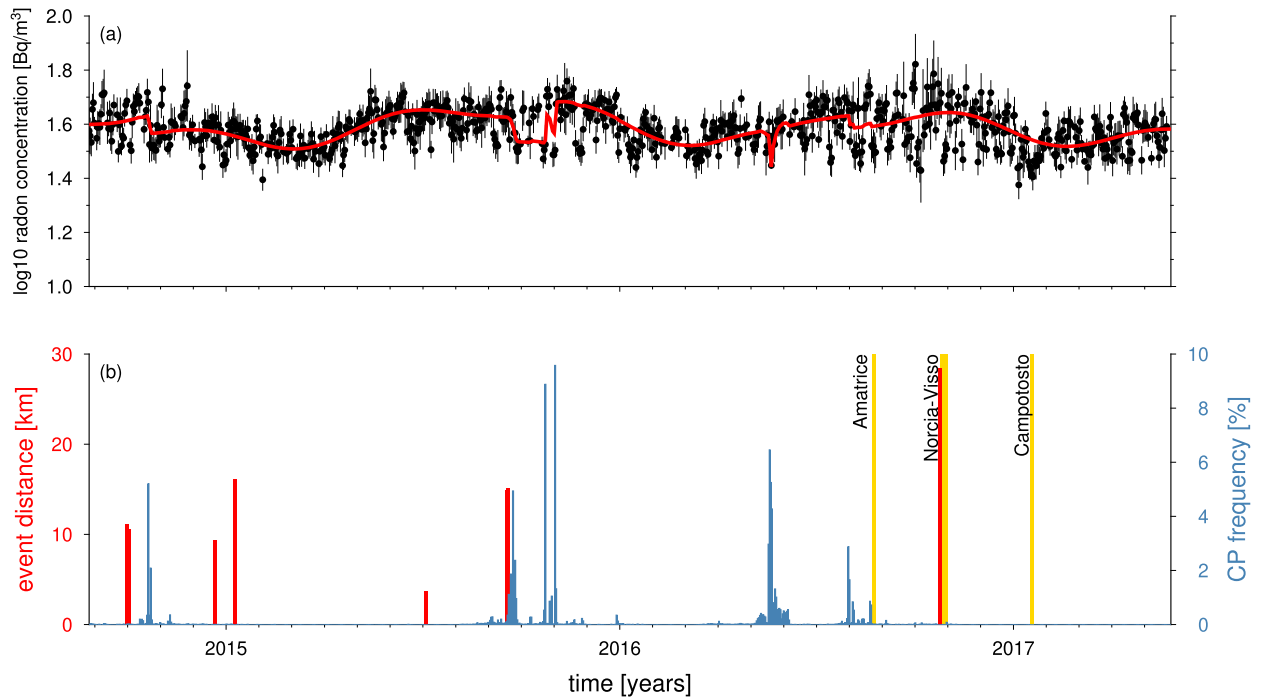 (a)
log10 radon concentration [Bq/m³]
2.0
1.8
1.6
1.4
1.2
1.0
(b)
event distance [km]
30
20
10
0
Amatrice
Norcia-Visso
Campotosto
10
8
6
4
2
0
CP frequency [%]
2015
2016
2017
time [years]